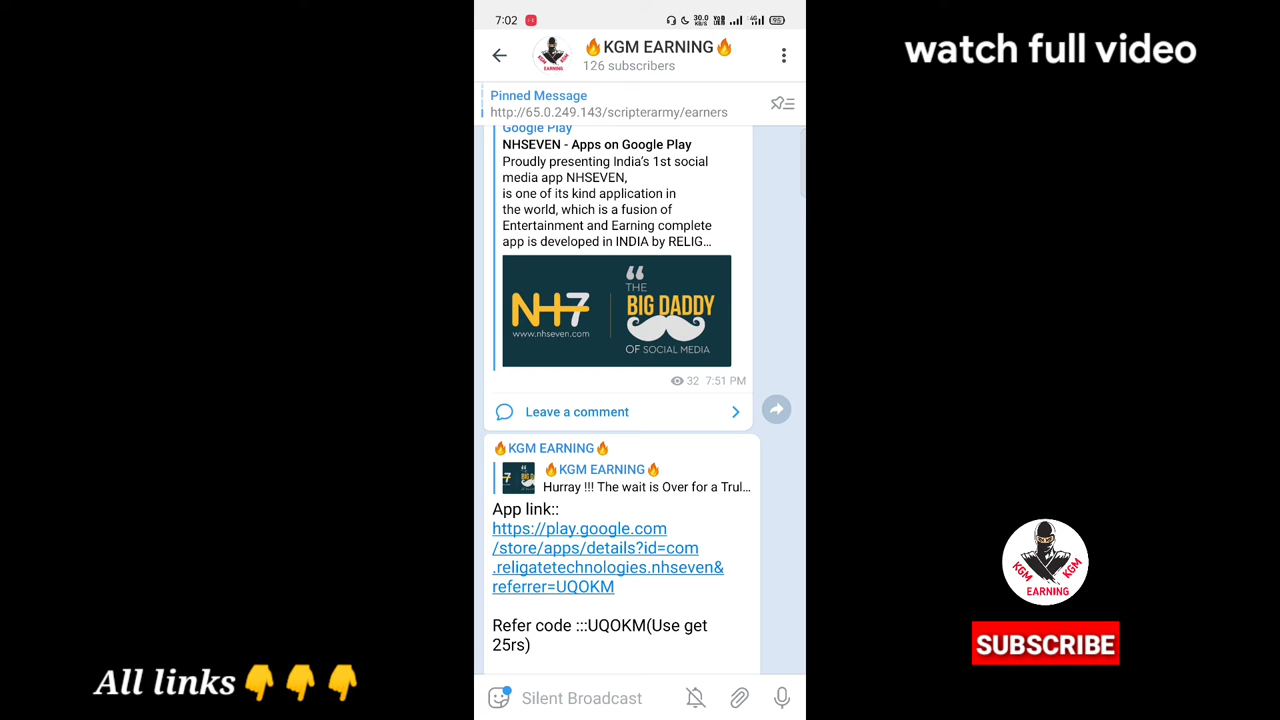 7:02
30.0
KB/S
4G
watch full video
🔥KGM EARNING🔥
126 subscribers
Pinned Message
http://65.0.249.143/scripterarmy/earners
Google Play
NHSEVEN - Apps on Google Play
Proudly presenting India's 1st social
media app NHSEVEN,
is one of its kind application in
the world, which is a fusion of
Entertainment and Earning complete
app is developed in INDIA by RELIG...
NH7
www.nhseven.com
THE
BIG DADDY
OF SOCIAL MEDIA
32 7:51 PM
Leave a comment
🔥KGM EARNING🔥
🔥KGM EARNING🔥
Hurray !!! The wait is Over for a Trul...
App link::
https://play.google.com
/store/apps/details?id=com
.religatetechnologies.nhseven&
referrer=UQOKM
Refer code :::UQOKM(Use get
25rs)
Silent Broadcast
All links👇👇👇
KGM KGM
EARNING
SUBSCRIBE